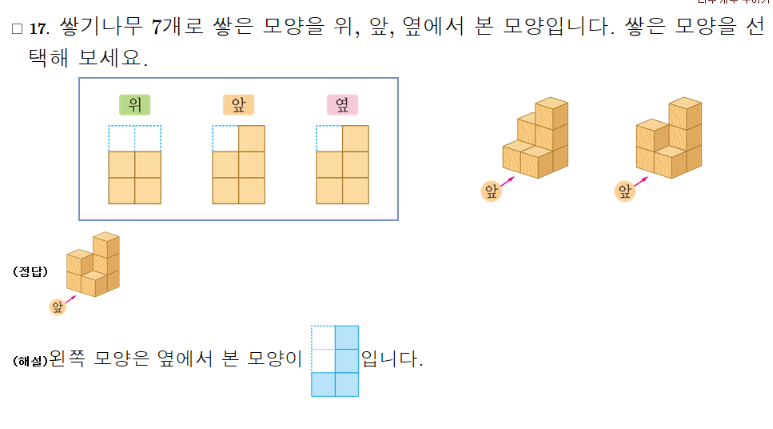 □ 17. 쌓기나무 7개로 쌓은 모양을 위, 앞, 옆에서 본 모양입니다. 쌓은 모양을 선
택해 보세요.
위 앞 옆
앞 앞
(정답)
앞
(해설)왼쪽 모양은 옆에서 본 모양이 입니다.